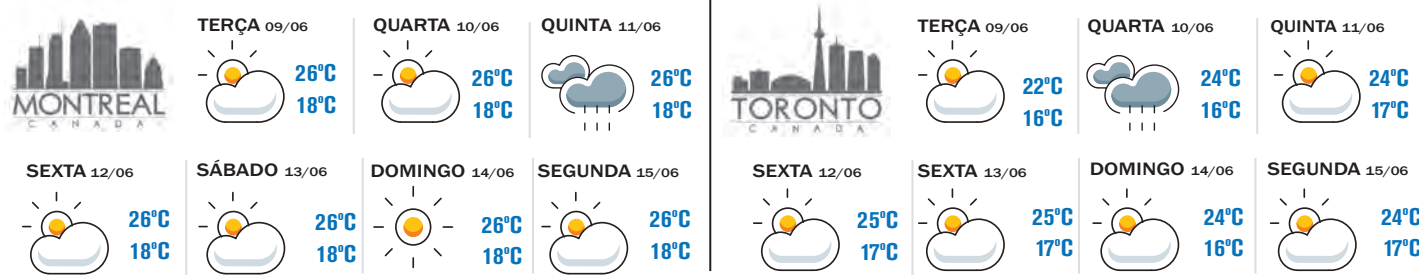 MONTREAL
CANADA
TERÇA 09/06
26ºC
18ºC
QUARTA 10/06
26ºC
18ºC
QUINTA 11/06
26ºC
18ºC
SEXTA 12/06
26ºC
18ºC
SÁBADO 13/06
26ºC
18ºC
DOMINGO 14/06
26ºC
18ºC
SEGUNDA 15/06
26ºC
18ºC
TORONTO
CANADA
TERÇA 09/06
22ºC
16ºC
QUARTA 10/06
24ºC
16ºC
QUINTA 11/06
24ºC
17ºC
SEXTA 12/06
25ºC
17ºC
SEXTA 13/06
25ºC
17ºC
DOMINGO 14/06
24ºC
16ºC
SEGUNDA 15/06
24ºC
17ºC